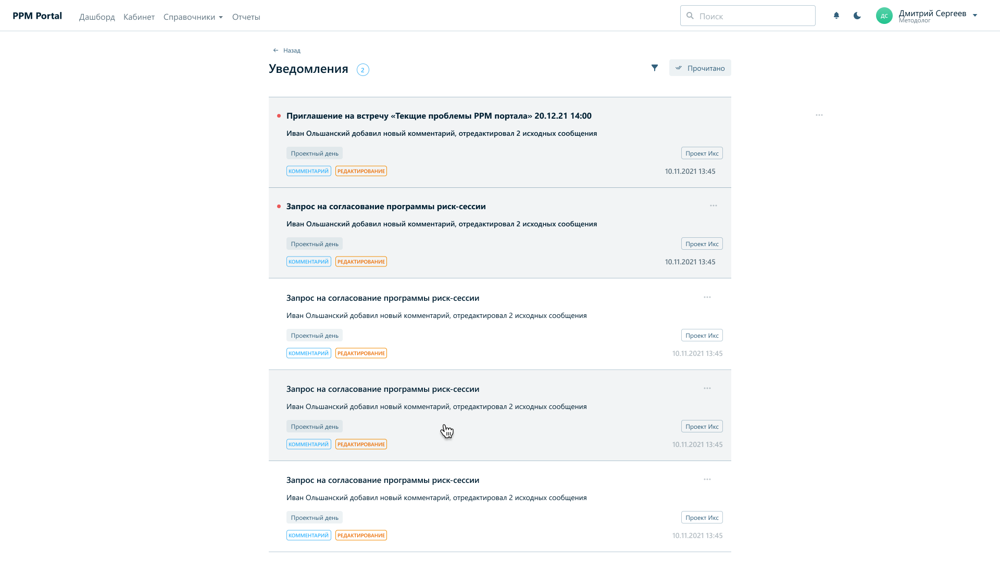 PPM Portal
Дашборд Кабинет Справочники Отчеты
Поиск
ДС
Дмитрий Сергеев
Методолог
Назад
Уведомления 2
Прочитано
Приглашение на встречу «Текщие проблемы PPM портала» 20.12.21 14:00
Иван Ольшанский добавил новый комментарий, отредактировал 2 исходных сообщения
Проектный день Проект Икс
КОММЕНТАРИЙ РЕДАКТИРОВАНИЕ 10.11.2021 13:45
Запрос на согласование программы риск-сессии
Иван Ольшанский добавил новый комментарий, отредактировал 2 исходных сообщения
Проектный день Проект Икс
КОММЕНТАРИЙ РЕДАКТИРОВАНИЕ 10.11.2021 13:45
Запрос на согласование программы риск-сессии
Иван Ольшанский добавил новый комментарий, отредактировал 2 исходных сообщения
Проектный день Проект Икс
КОММЕНТАРИЙ РЕДАКТИРОВАНИЕ 10.11.2021 13:45
Запрос на согласование программы риск-сессии
Иван Ольшанский добавил новый комментарий, отредактировал 2 исходных сообщения
Проектный день Проект Икс
КОММЕНТАРИЙ РЕДАКТИРОВАНИЕ 10.11.2021 13:45
Запрос на согласование программы риск-сессии
Иван Ольшанский добавил новый комментарий, отредактировал 2 исходных сообщения
Проектный день Проект Икс
КОММЕНТАРИЙ РЕДАКТИРОВАНИЕ 10.11.2021 13:45